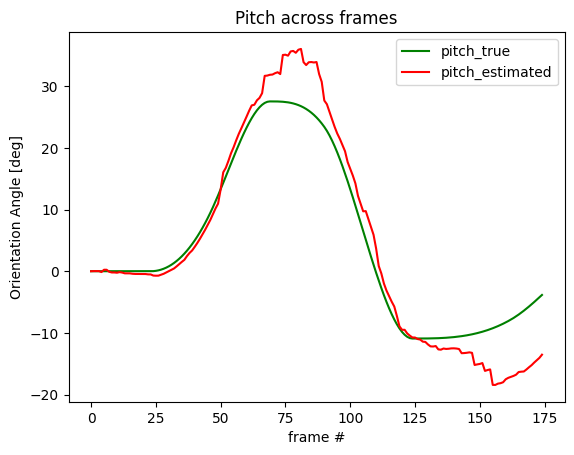 Pitch across frames
pitch_true
pitch_estimated
Orientation Angle [deg]
30
20
10
0
−10
−20
0
25
50
75
100
125
150
175
frame #